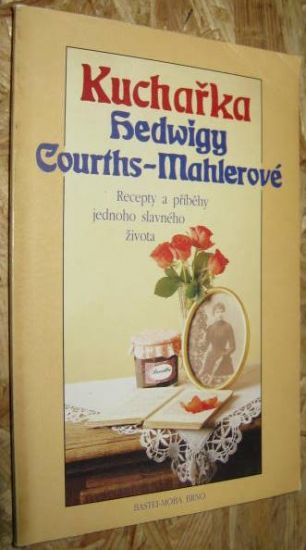 Kuchařka
Hedwigy
Courths-Mahlerové
Recepty a příběhy
jednoho slavného
života
BASTEI-MOBA BRNO